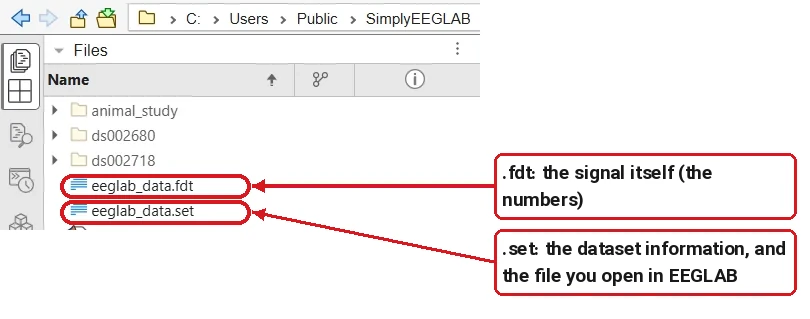 C: > Users > Public > SimplyEEGLAB
Files
Name
animal_study
ds002680
ds002718
eeglab_data.fdt
eeglab_data.set
.fdt: the signal itself (the
numbers)
.set: the dataset information, and
the file you open in EEGLAB